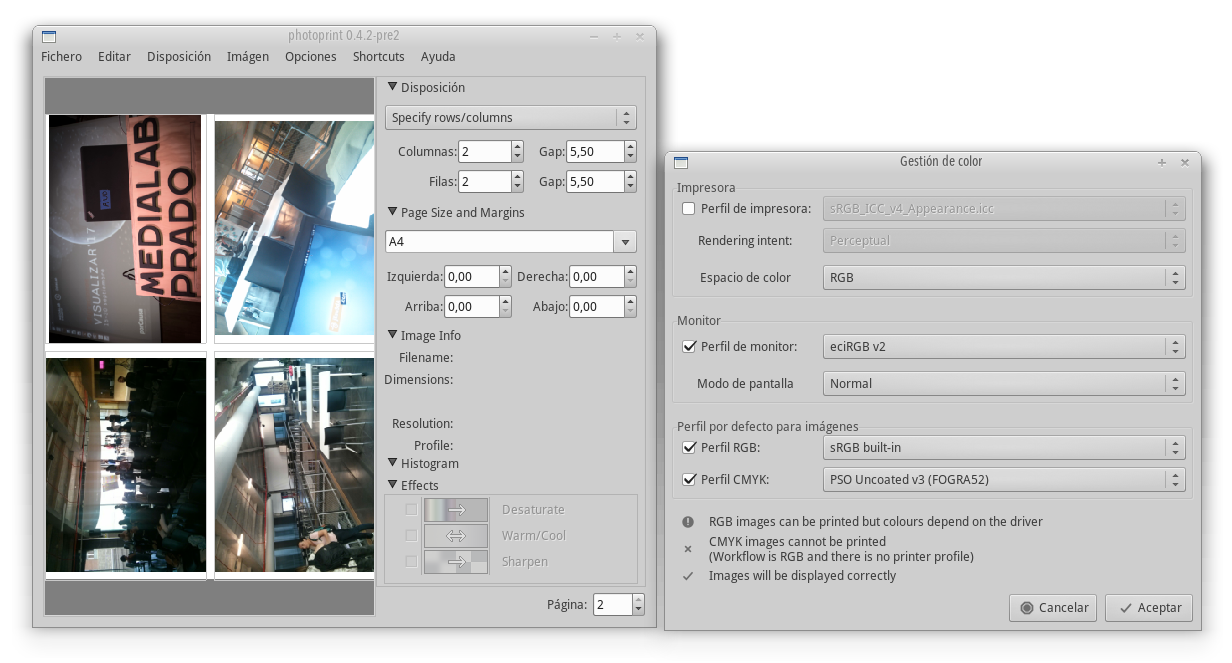 photoprint 0.4.2-pre2
Fichero Editar Disposición Imágen Opciones Shortcuts Ayuda
MEDIALAB
PRADO
VISUALIZAR'17
Disposición
Specify rows/columns
Columnas: 2 Gap: 5,50
Filas: 2 Gap: 5,50
Page Size and Margins
A4
Izquierda: 0,00 Derecha: 0,00
Arriba: 0,00 Abajo: 0,00
Image Info
Filename:
Dimensions:
Resolution:
Profile:
Histogram
Effects
Desaturate
Warm/Cool
Sharpen
Página: 2
Gestión de color
Impresora
Perfil de impresora: sRGB_ICC_v4_Appearance.icc
Rendering intent: Perceptual
Espacio de color RGB
Monitor
Perfil de monitor: eciRGB v2
Modo de pantalla Normal
Perfil por defecto para imágenes
Perfil RGB: sRGB built-in
Perfil CMYK: PSO Uncoated v3 (FOGRA52)
RGB images can be printed but colours depend on the driver
CMYK images cannot be printed
(Workflow is RGB and there is no printer profile)
Images will be displayed correctly
Cancelar Aceptar